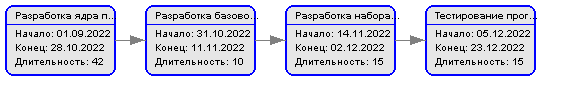 Разработка ядра п...
Начало: 01.09.2022
Конец: 28.10.2022
Длительность: 42
Разработка базово...
Начало: 31.10.2022
Конец: 11.11.2022
Длительность: 10
Разработка набора...
Начало: 14.11.2022
Конец: 02.12.2022
Длительность: 15
Тестирование прог...
Начало: 05.12.2022
Конец: 23.12.2022
Длительность: 15